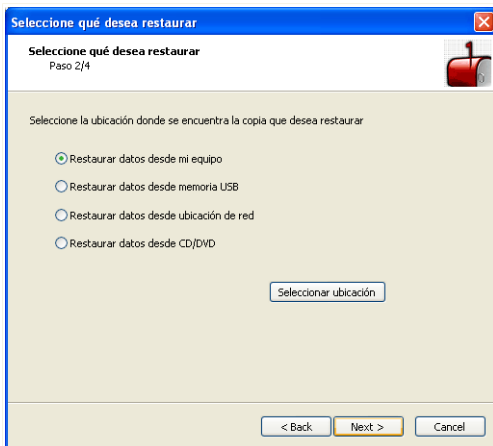 Seleccione qué desea restaurar
Seleccione qué desea restaurar
Paso 2/4
Seleccione la ubicación donde se encuentra la copia que desea restaurar
Restaurar datos desde mi equipo
Restaurar datos desde memoria USB
Restaurar datos desde ubicación de red
Restaurar datos desde CD/DVD
Seleccionar ubicación
< Back Next > Cancel